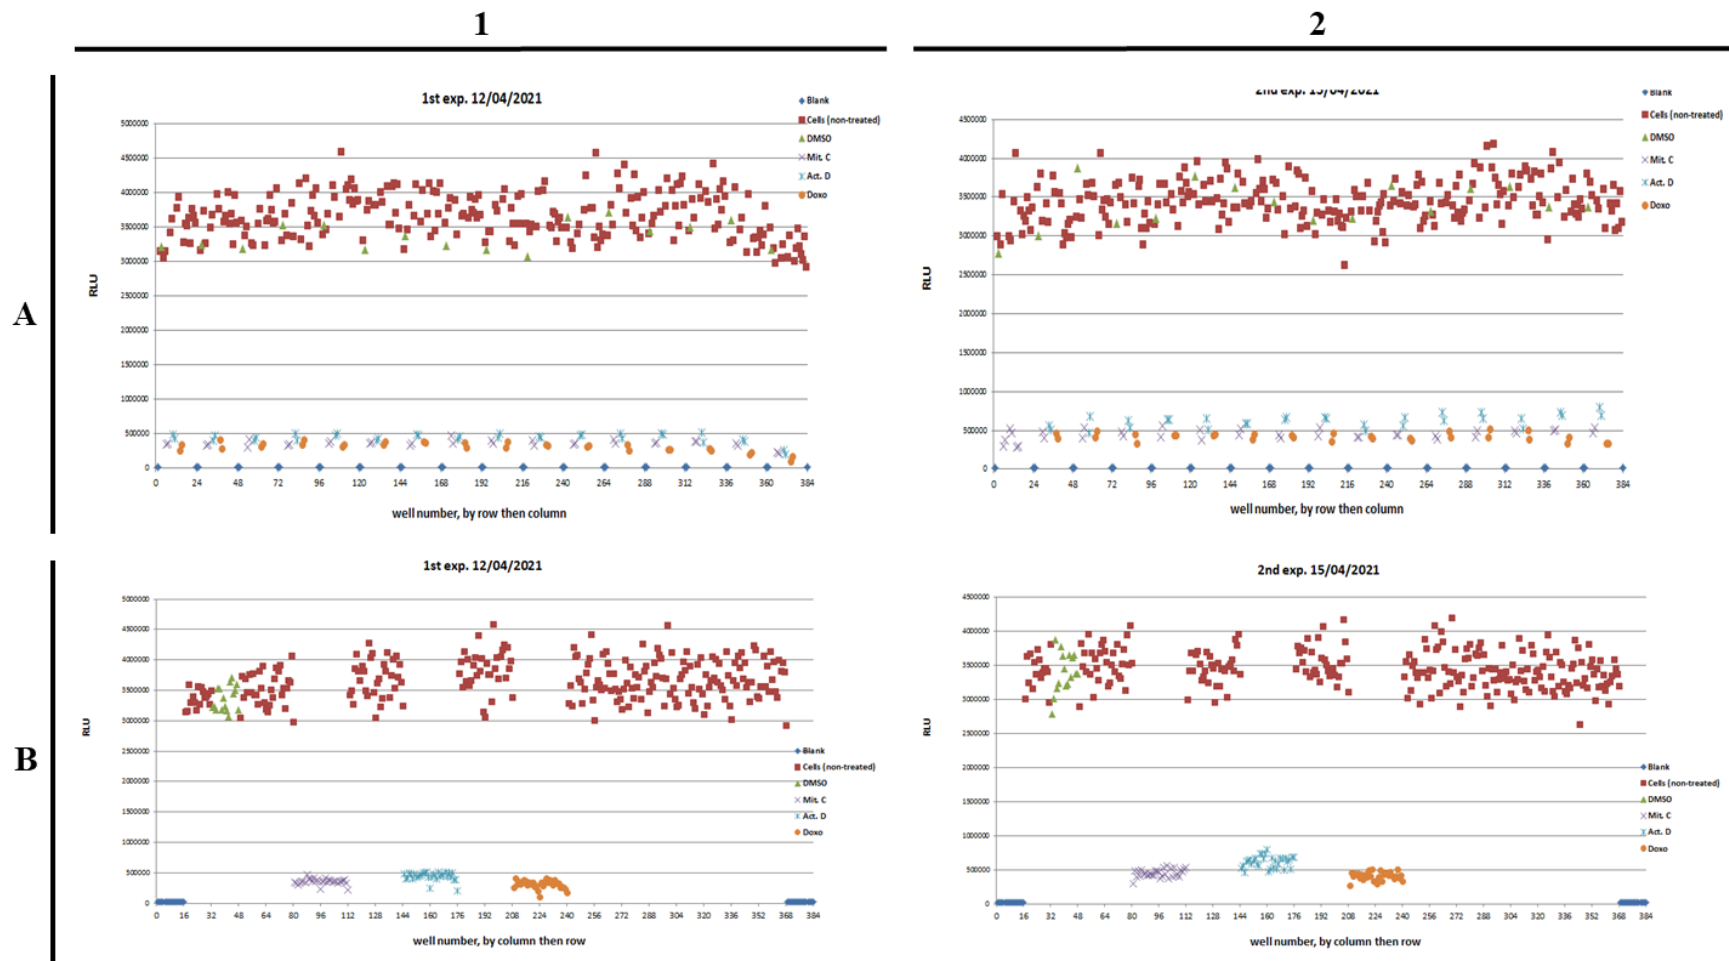 1
2
A
1st exp. 12/04/2021
RLU
5000000
4500000
4000000
3500000
3000000
2500000
2000000
1500000
1000000
500000
0
0 24 48 72 96 120 144 168 192 216 240 264 288 312 336 360 384
well number, by row then column
Blank
Cells (non-treated)
DMSO
Mit. C
Act. D
Doxo
2nd exp. 15/04/2021
RLU
4500000
4000000
3500000
3000000
2500000
2000000
1500000
1000000
500000
0
0 24 48 72 96 120 144 168 192 216 240 264 288 312 336 360 384
well number, by row then column
Blank
Cells (non-treated)
DMSO
Mit. C
Act. D
Doxo
B
1st exp. 12/04/2021
RLU
5000000
4500000
4000000
3500000
3000000
2500000
2000000
1500000
1000000
500000
0
0 16 32 48 64 80 96 112 128 144 160 176 192 208 224 240 256 272 288 304 320 336 352 368 384
well number, by column then row
Blank
Cells (non-treated)
DMSO
Mit. C
Act. D
Doxo
2nd exp. 15/04/2021
RLU
4500000
4000000
3500000
3000000
2500000
2000000
1500000
1000000
500000
0
0 16 32 48 64 80 96 112 128 144 160 176 192 208 224 240 256 272 288 304 320 336 352 368 384
well number, by column then row
Blank
Cells (non-treated)
DMSO
Mit. C
Act. D
Doxo